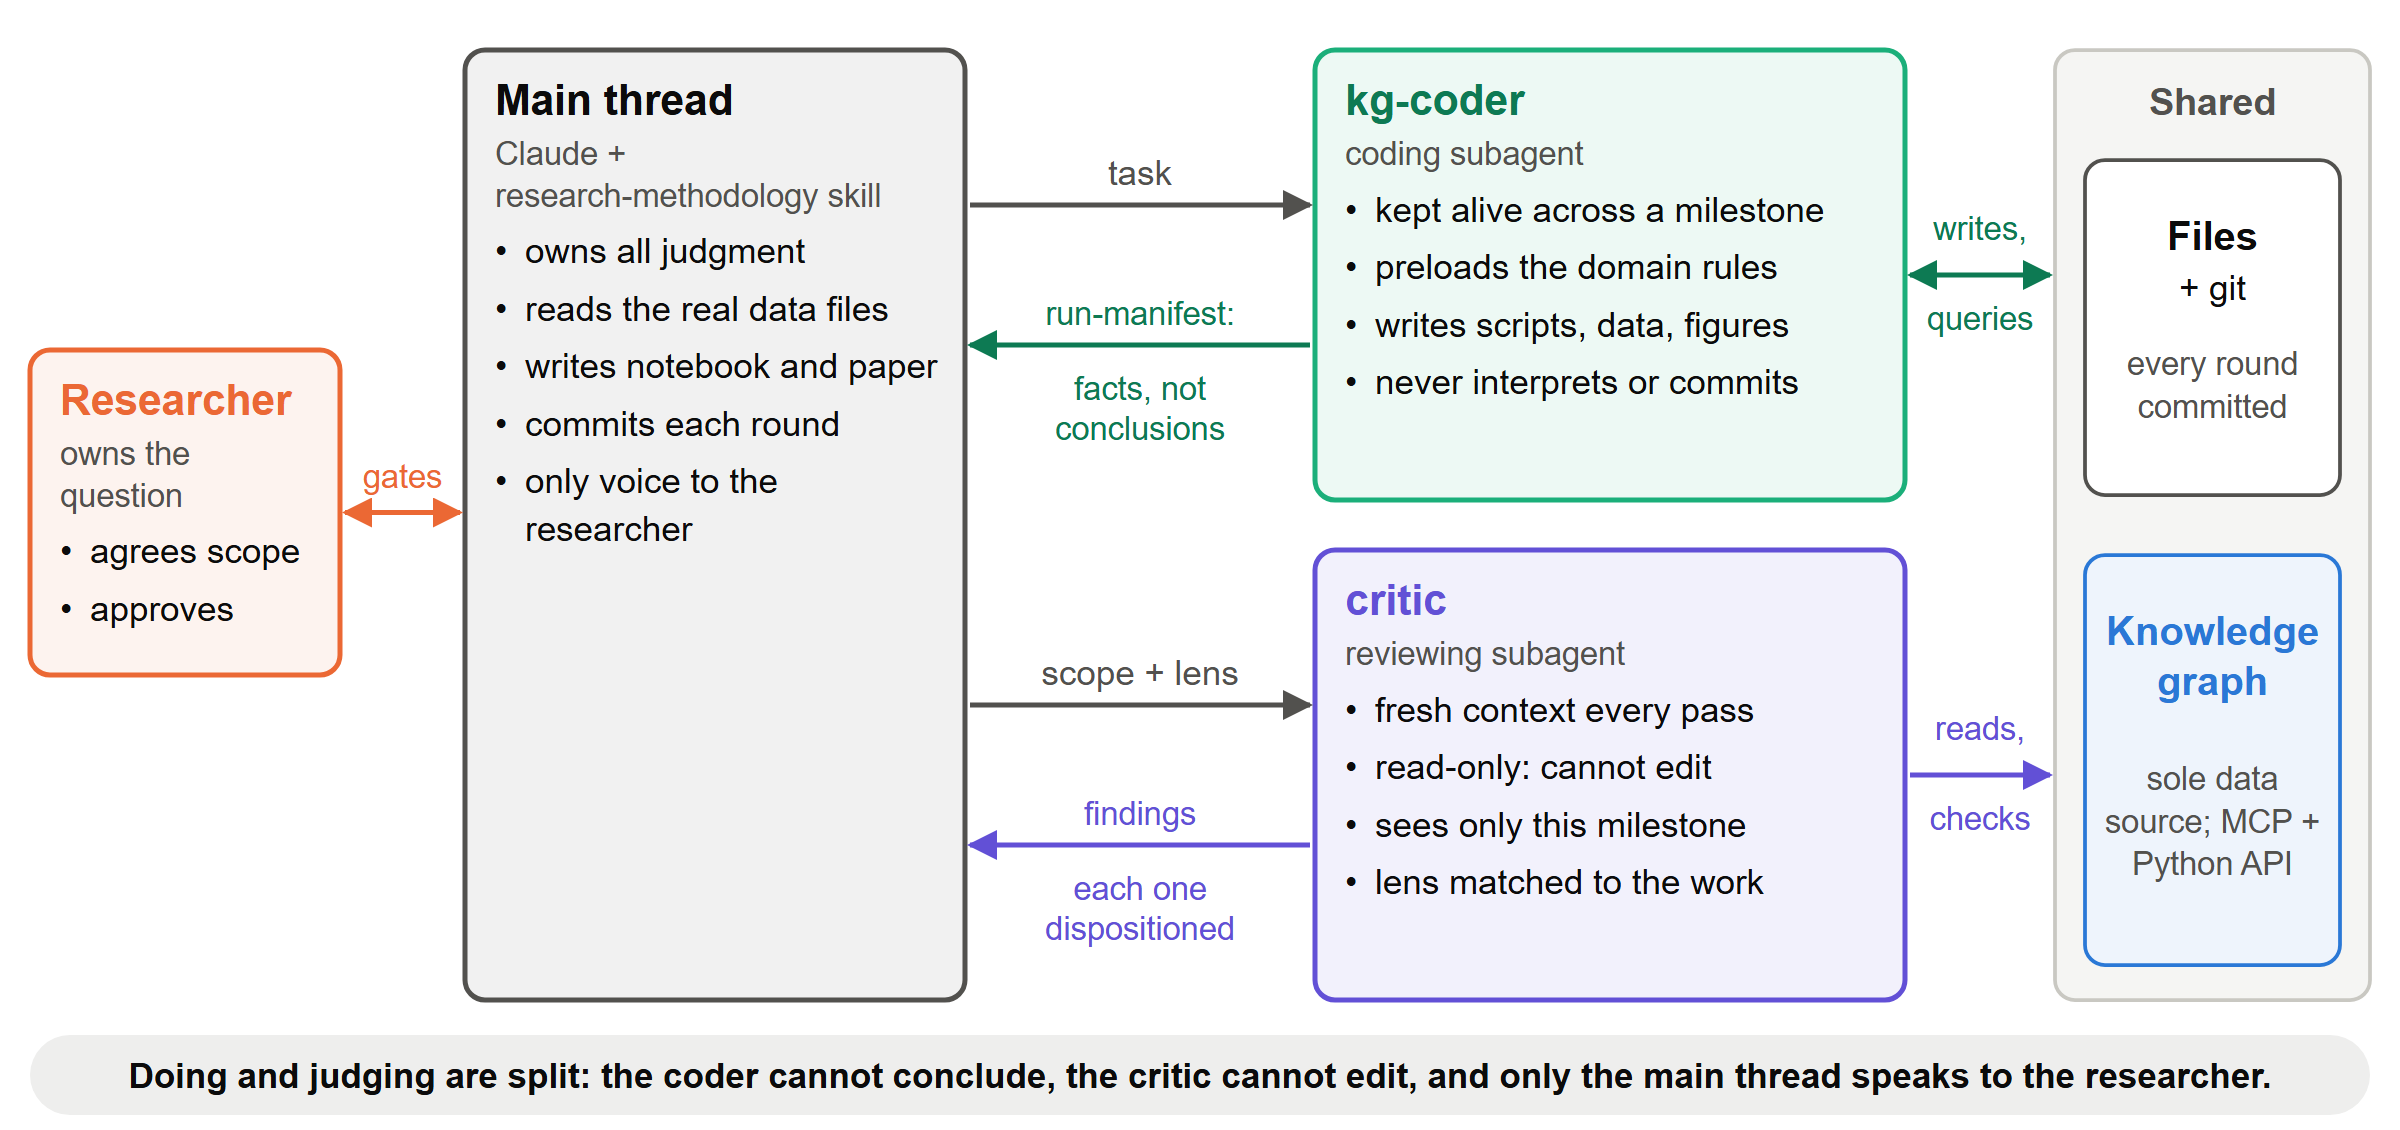 Researcher
owns the
question
• agrees scope
• approves
gates
Main thread
Claude +
research-methodology skill
• owns all judgment
• reads the real data files
• writes notebook and paper
• commits each round
• only voice to the
researcher
task
run-manifest:
facts, not
conclusions
scope + lens
findings
each one
dispositioned
kg-coder
coding subagent
• kept alive across a milestone
• preloads the domain rules
• writes scripts, data, figures
• never interprets or commits
critic
reviewing subagent
• fresh context every pass
• read-only: cannot edit
• sees only this milestone
• lens matched to the work
writes,
queries
reads,
checks
Shared
Files
+ git
every round
committed
Knowledge
graph
sole data
source; MCP +
Python API
Doing and judging are split: the coder cannot conclude, the critic cannot edit, and only the main thread speaks to the researcher.